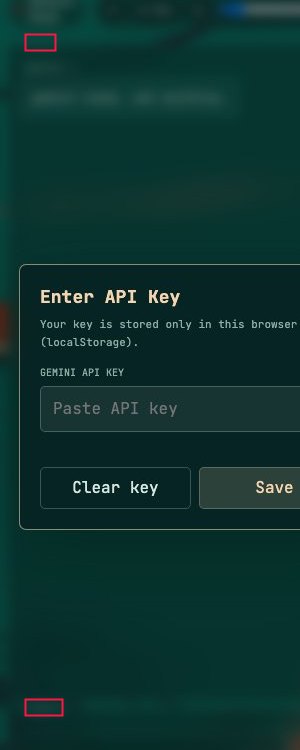 Enter API Key
Your key is stored only in this browser
(localStorage).
GEMINI API KEY
Paste API key
Clear key
Save